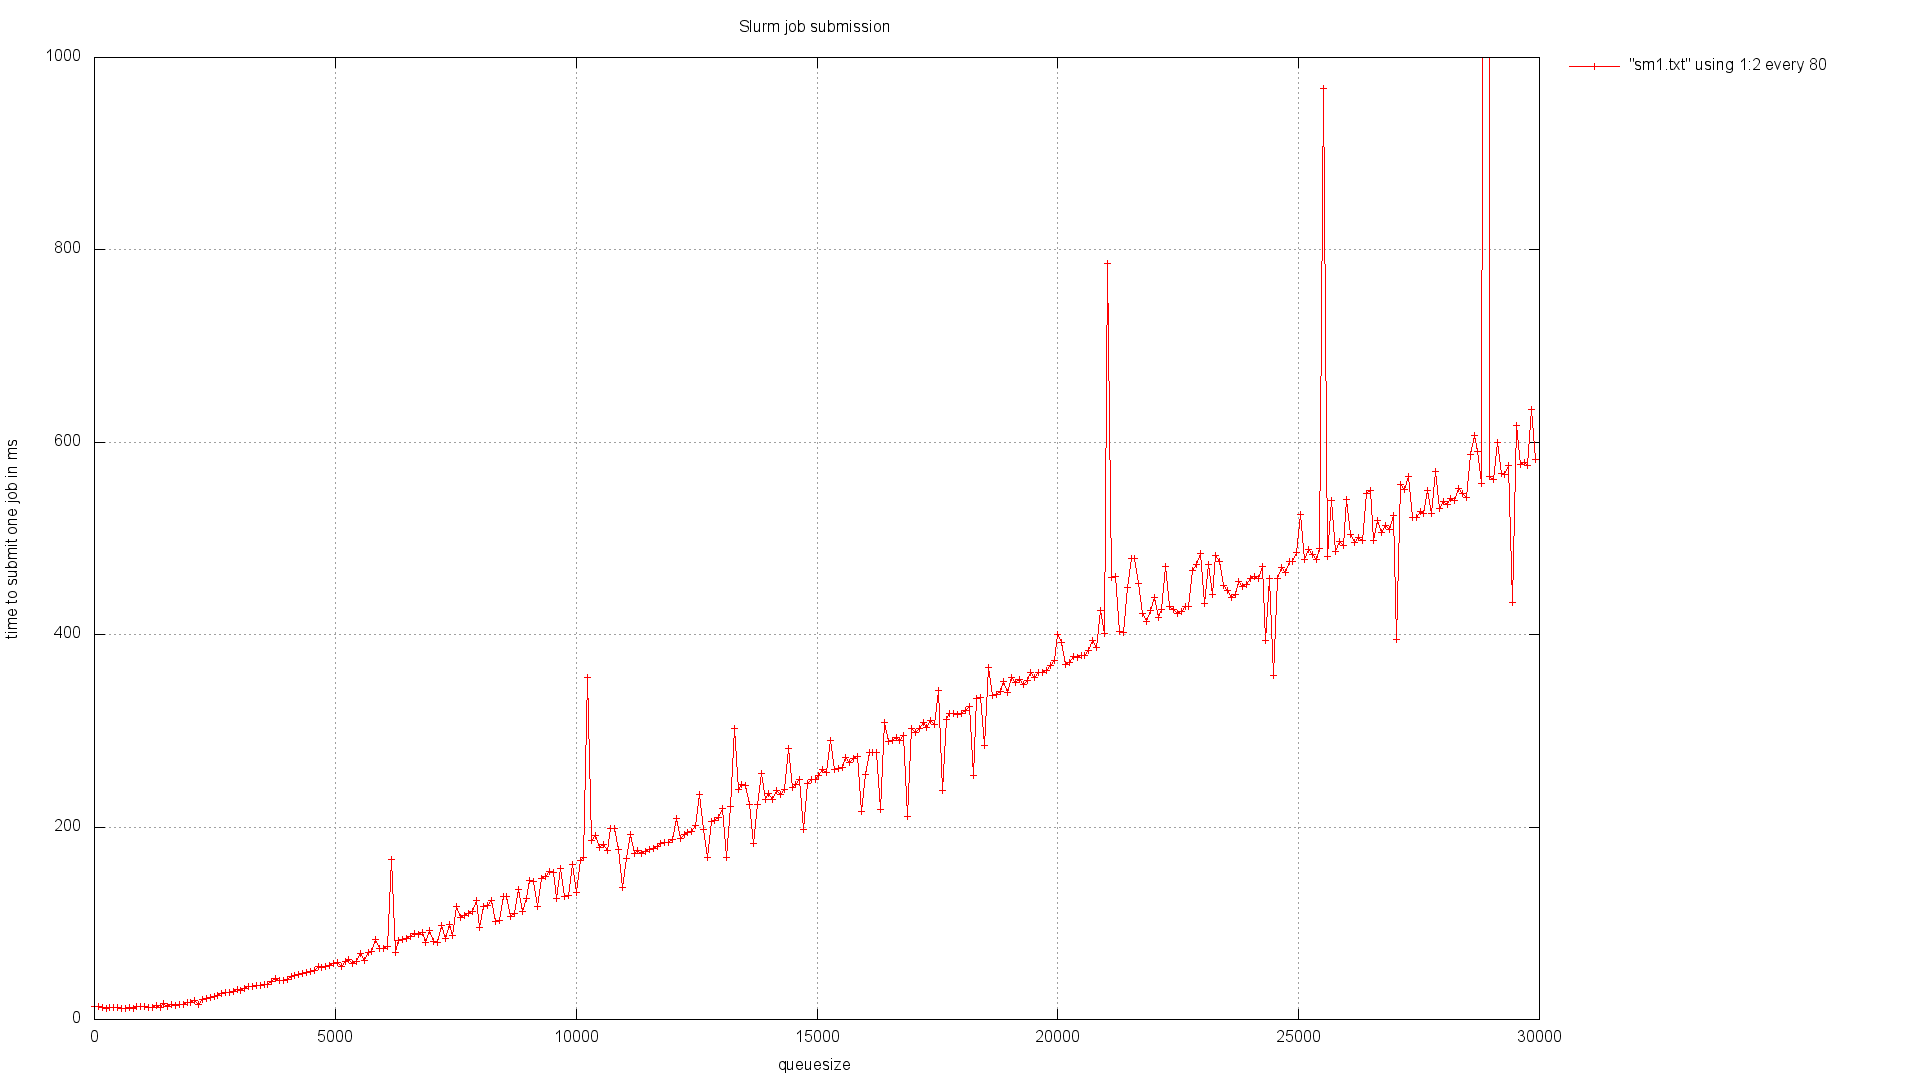 Slurm job submission
"sm1.txt" using 1:2 every 80
1000
800
600
400
200
0
time to submit one job in ms
0 5000 10000 15000 20000 25000 30000
queuesize